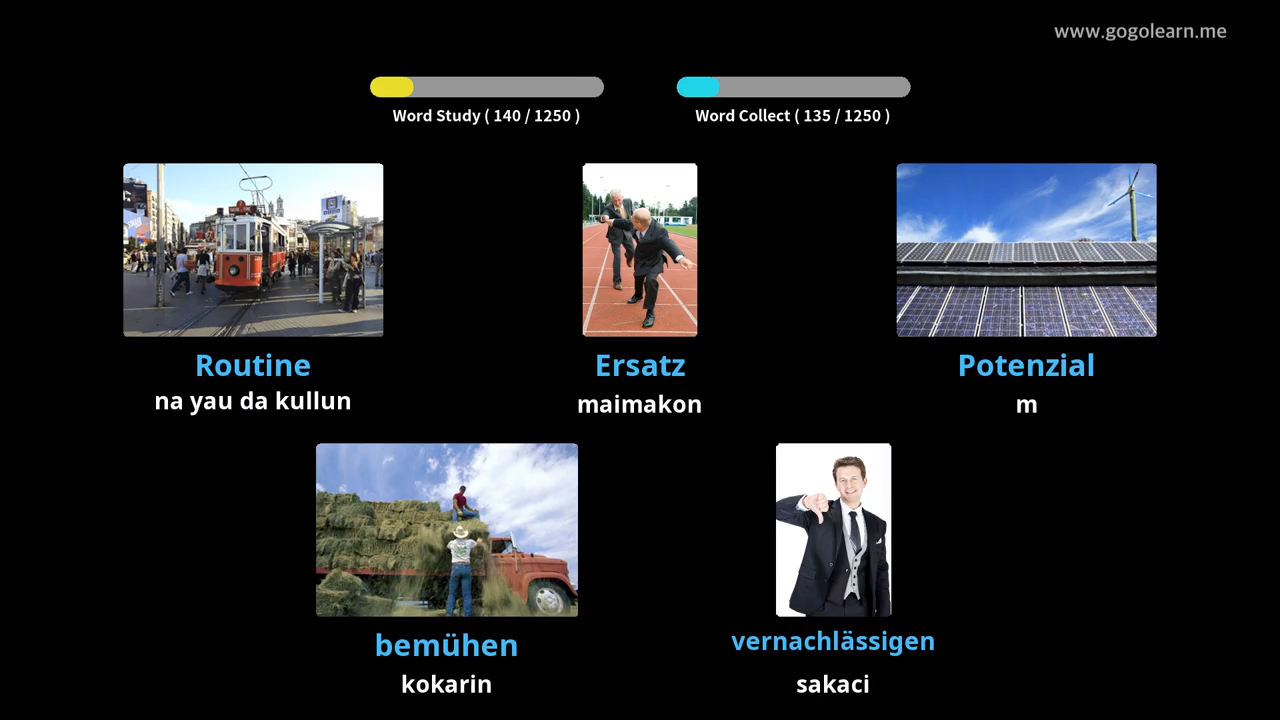 www.gogolearn.me
Word Study ( 140 / 1250 )
Word Collect ( 135 / 1250 )
Routine
na yau da kullun
Ersatz
maimakon
Potenzial
m
bemühen
kokarin
vernachlässigen
sakaci